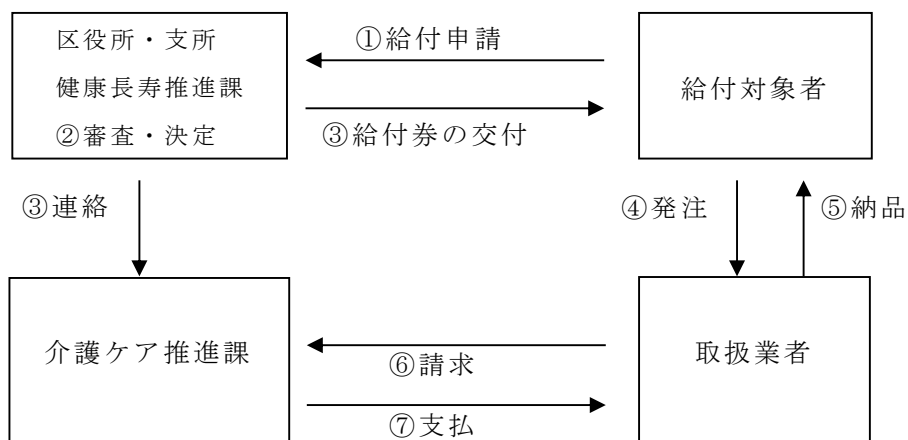 区役所・支所
健康長寿推進課
②審査・決定
①給付申請
③給付券の交付
給付対象者
③連絡
④発注
⑤納品
介護ケア推進課
⑥請求
⑦支払
取扱業者